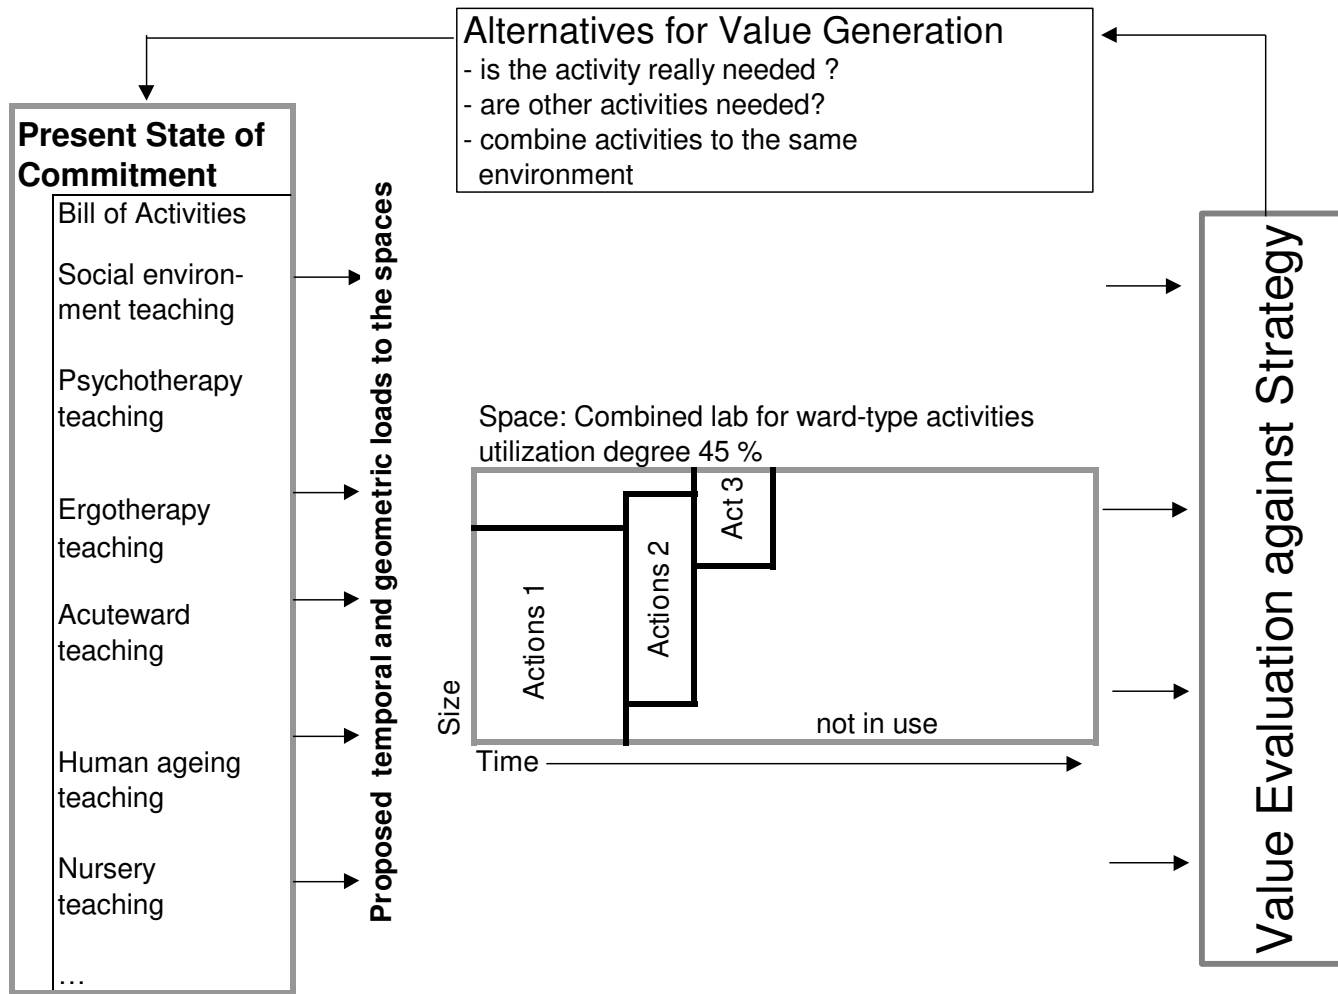 Alternatives for Value Generation
- is the activity really needed ?
- are other activities needed?
- combine activities to the same
environment
Present State of
Commitment
Bill of Activities
Social environ-
ment teaching
Psychotherapy
teaching
Ergotherapy
teaching
Acuteward
teaching
Human ageing
teaching
Nursery
teaching
...
Proposed temporal and geometric loads to the spaces
Space: Combined lab for ward-type activities
utilization degree 45 %
Size
Actions 1
Actions 2
Act 3
not in use
Time
Value Evaluation against Strategy